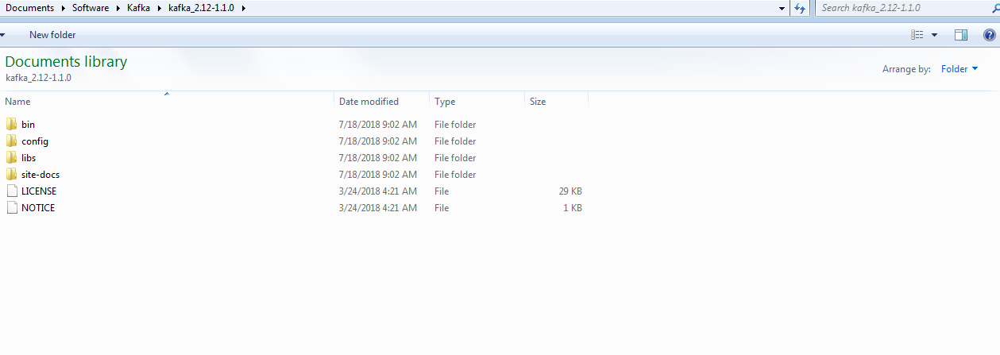 Documents Software Kafka kafka_2.12-1.1.0 Search kafka_2.12-1.1.0
New folder
Documents library
kafka_2.12-1.1.0
Arrange by: Folder
Name Date modified Type Size
bin 7/18/2018 9:02 AM File folder
config 7/18/2018 9:02 AM File folder
libs 7/18/2018 9:02 AM File folder
site-docs 7/18/2018 9:02 AM File folder
LICENSE 3/24/2018 4:21 AM File 29 KB
NOTICE 3/24/2018 4:21 AM File 1 KB